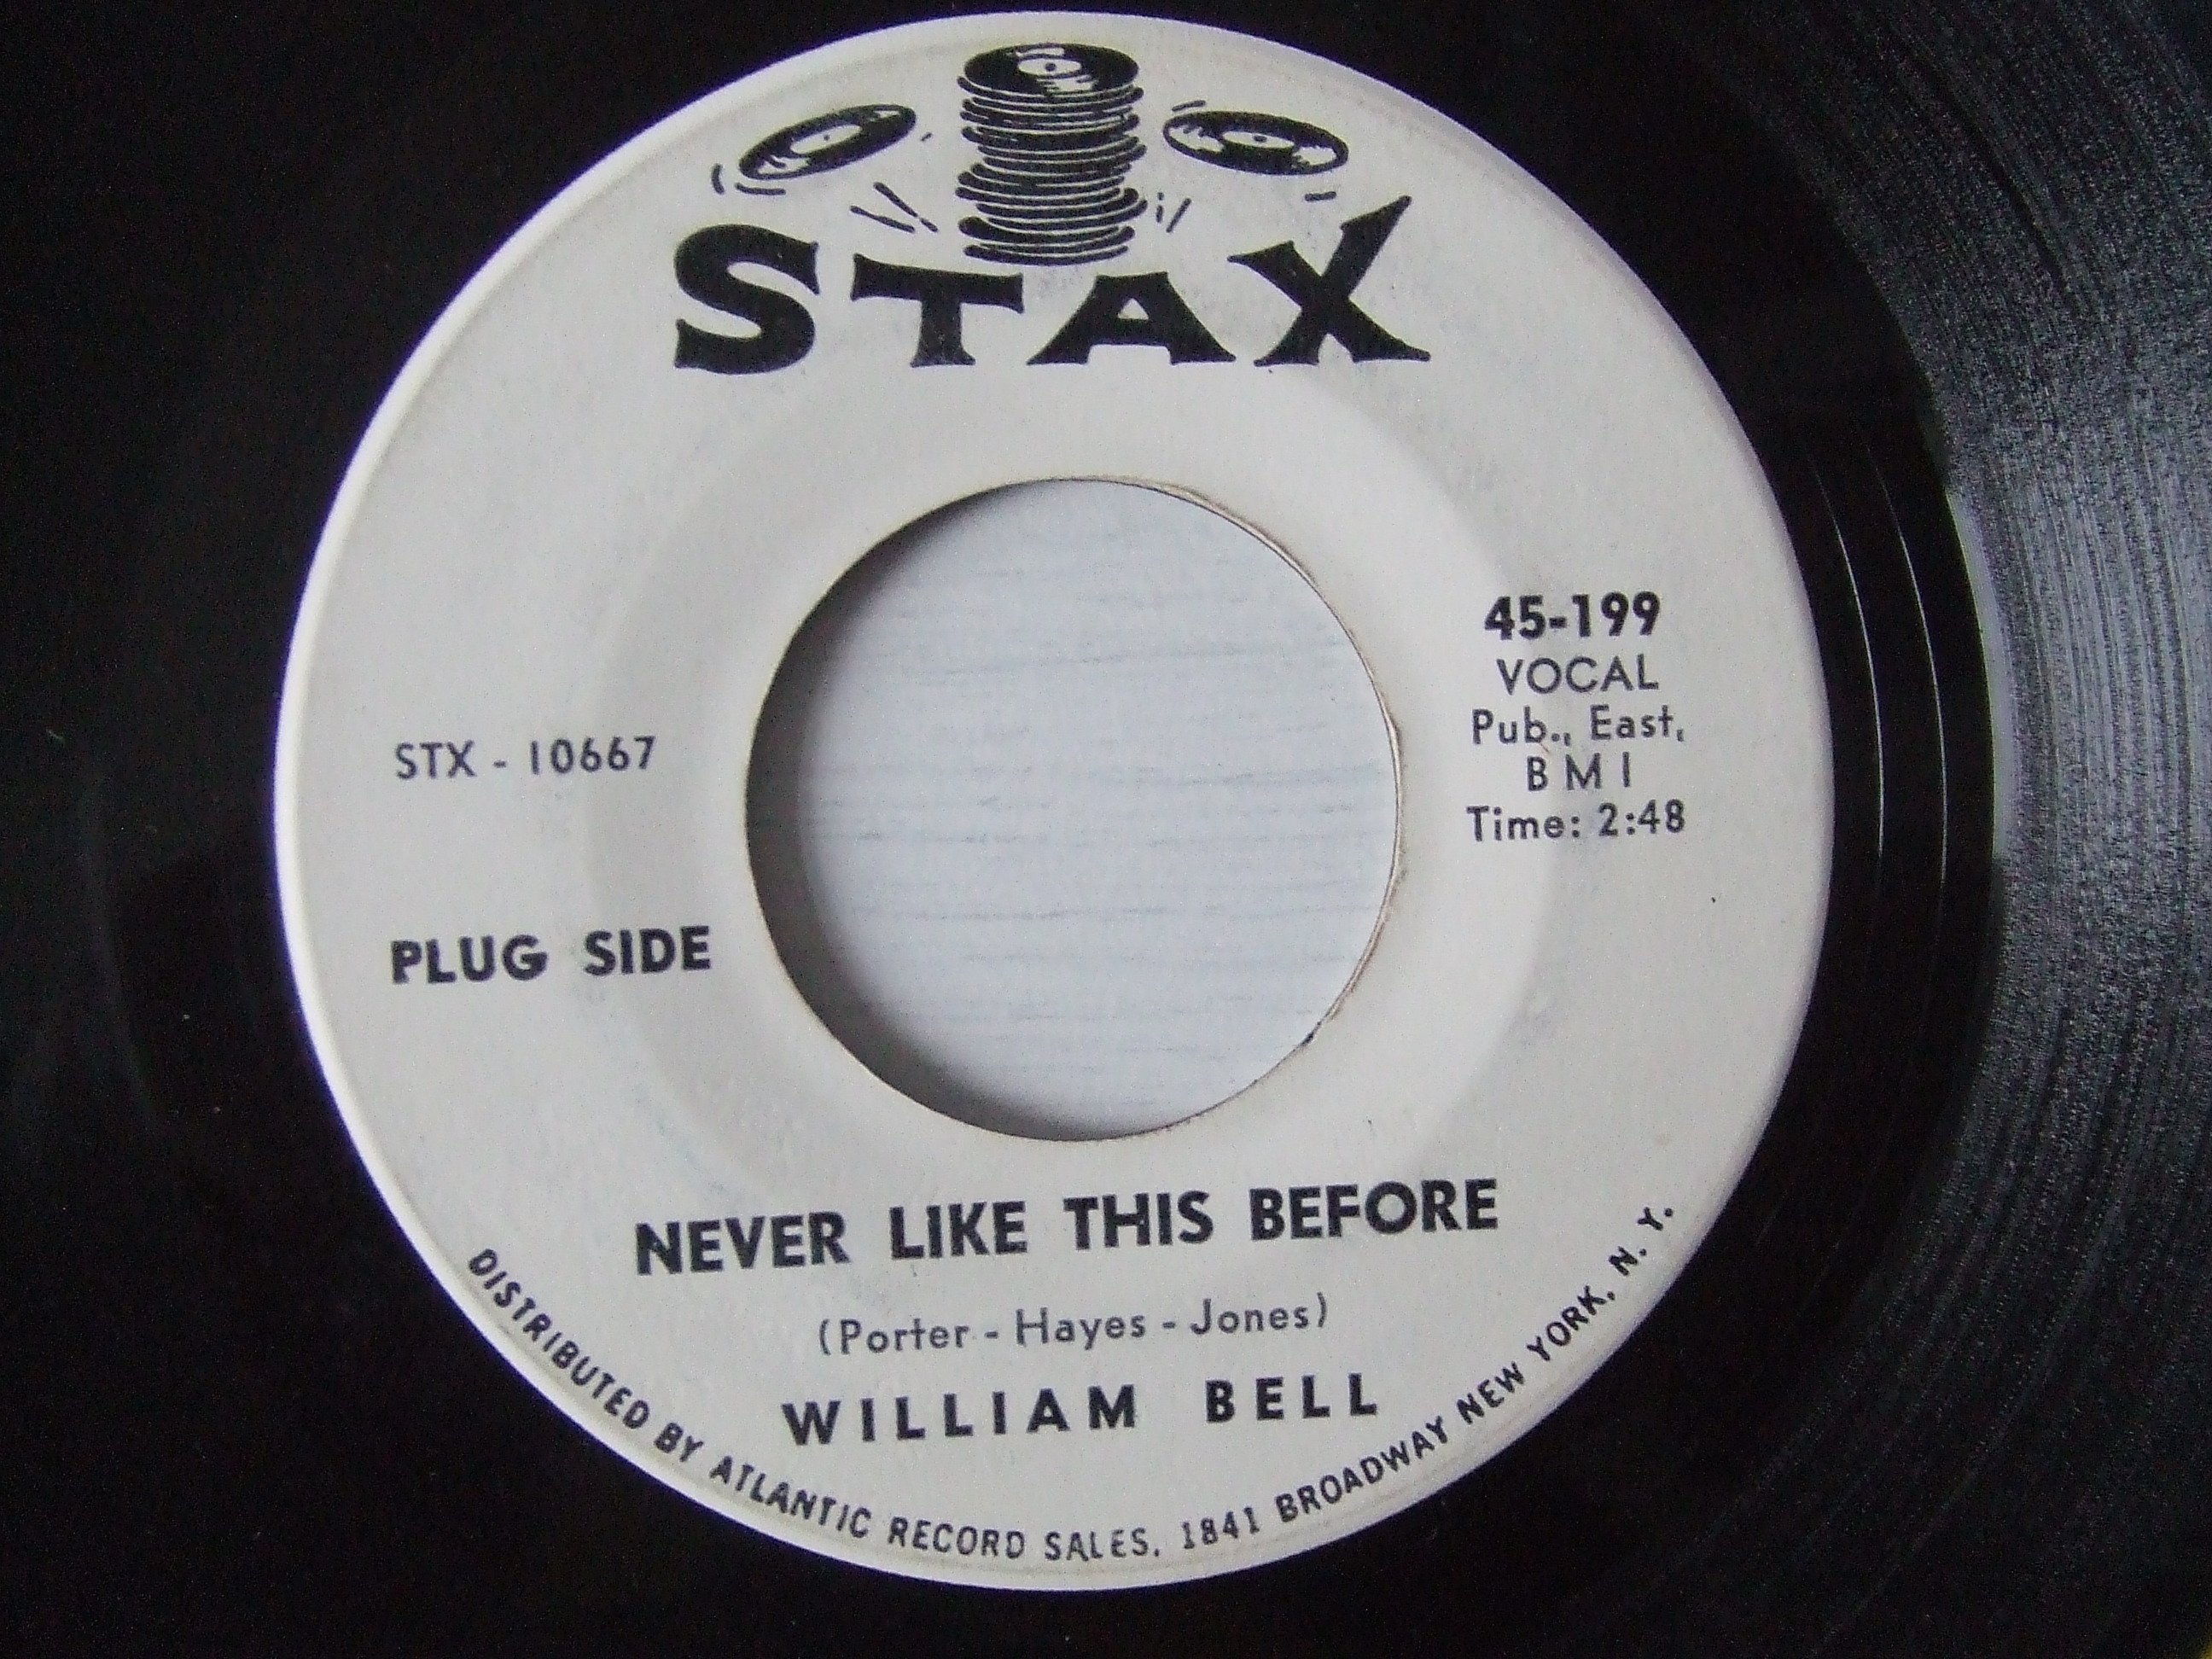 STAX
45-199
VOCAL
Pub., East,
BMI
Time: 2:48
STX - 10667
PLUG SIDE
NEVER LIKE THIS BEFORE
(Porter - Hayes - Jones)
WILLIAM BELL
DISTRIBUTED BY ATLANTIC RECORD SALES, 1841 BROADWAY NEW YORK, N. Y.